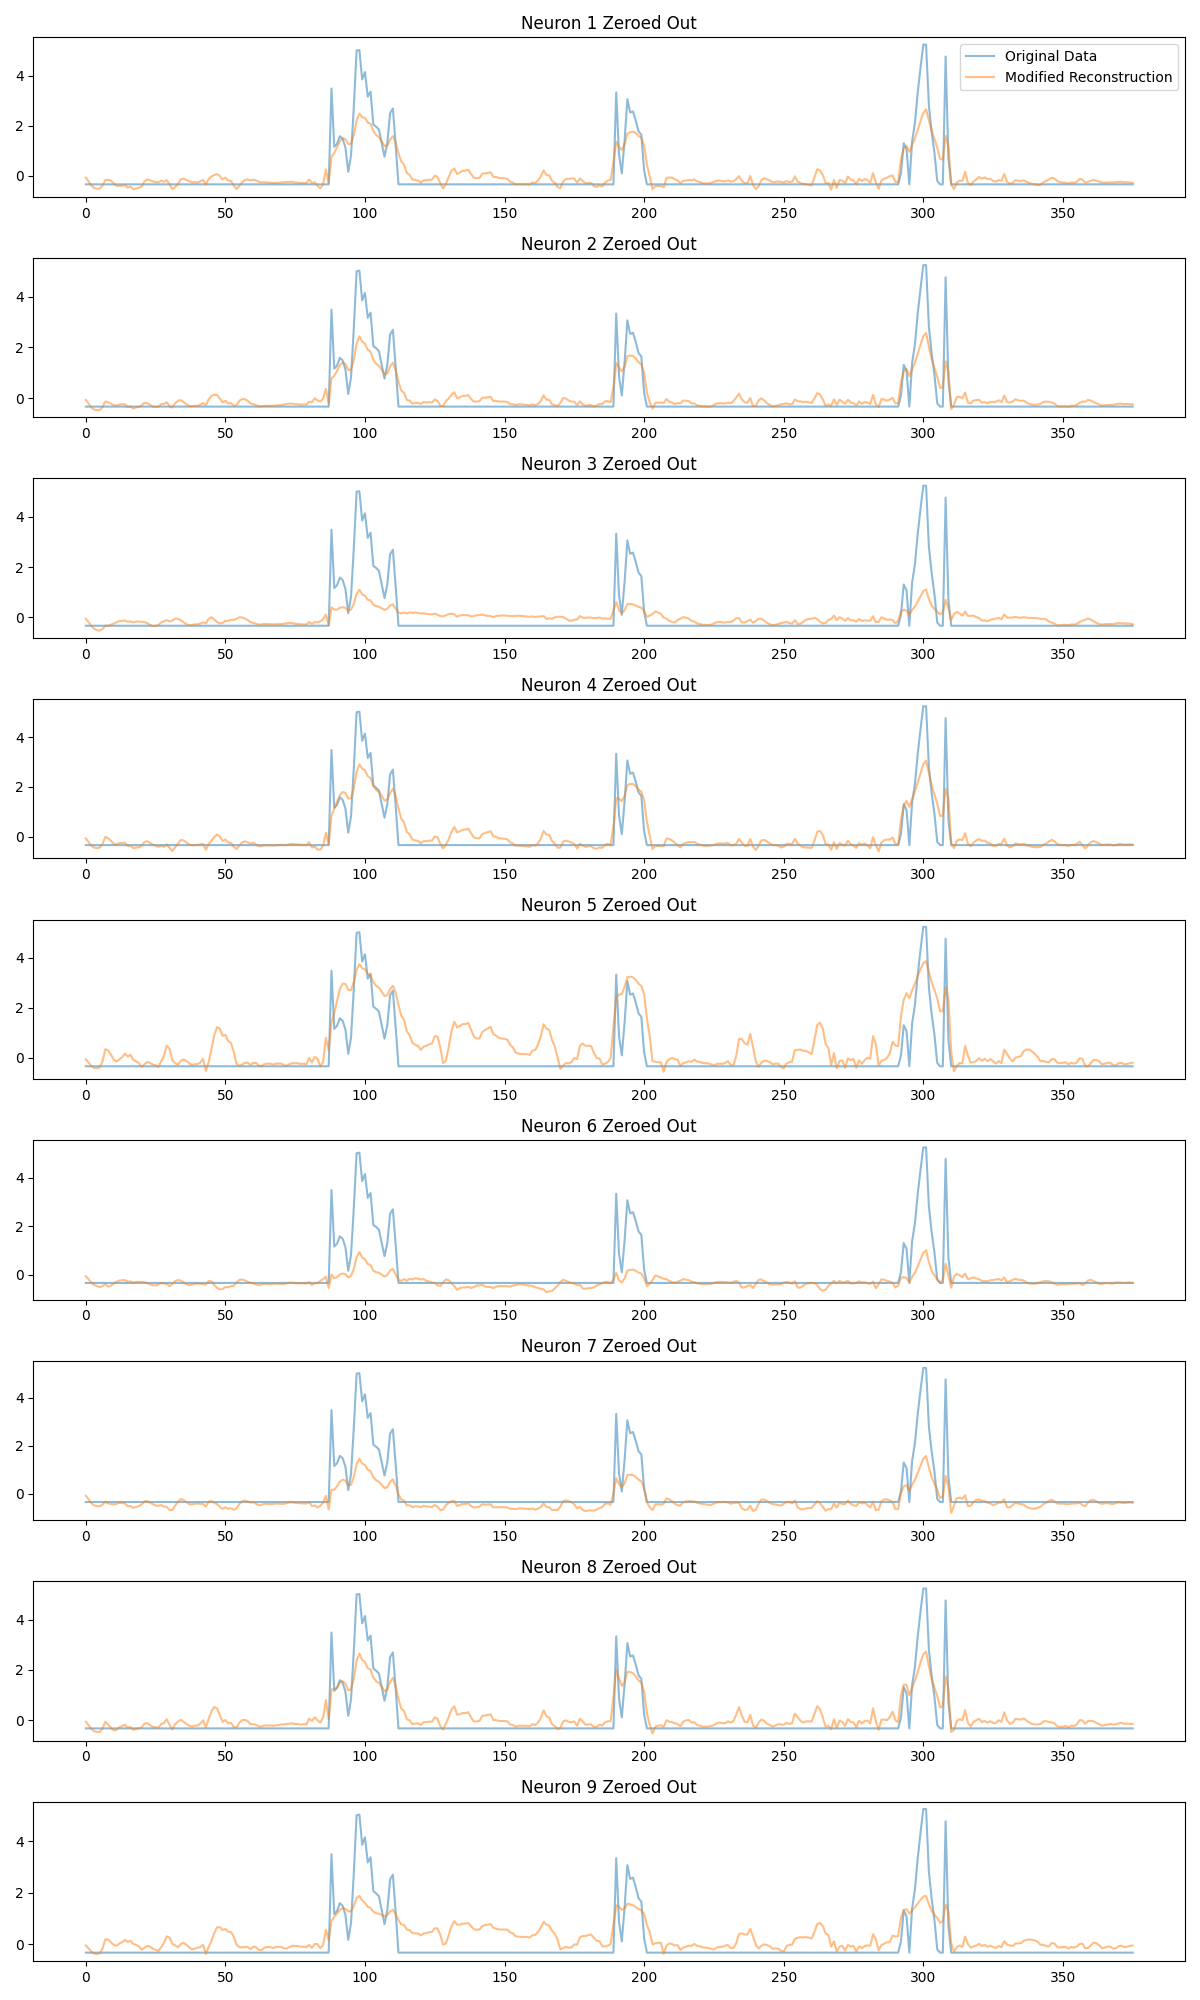 Neuron 1 Zeroed Out
Original Data
Modified Reconstruction
4
2
0
0 50 100 150 200 250 300 350
Neuron 2 Zeroed Out
4
2
0
0 50 100 150 200 250 300 350
Neuron 3 Zeroed Out
4
2
0
0 50 100 150 200 250 300 350
Neuron 4 Zeroed Out
4
2
0
0 50 100 150 200 250 300 350
Neuron 5 Zeroed Out
4
2
0
0 50 100 150 200 250 300 350
Neuron 6 Zeroed Out
4
2
0
0 50 100 150 200 250 300 350
Neuron 7 Zeroed Out
4
2
0
0 50 100 150 200 250 300 350
Neuron 8 Zeroed Out
4
2
0
0 50 100 150 200 250 300 350
Neuron 9 Zeroed Out
4
2
0
0 50 100 150 200 250 300 350